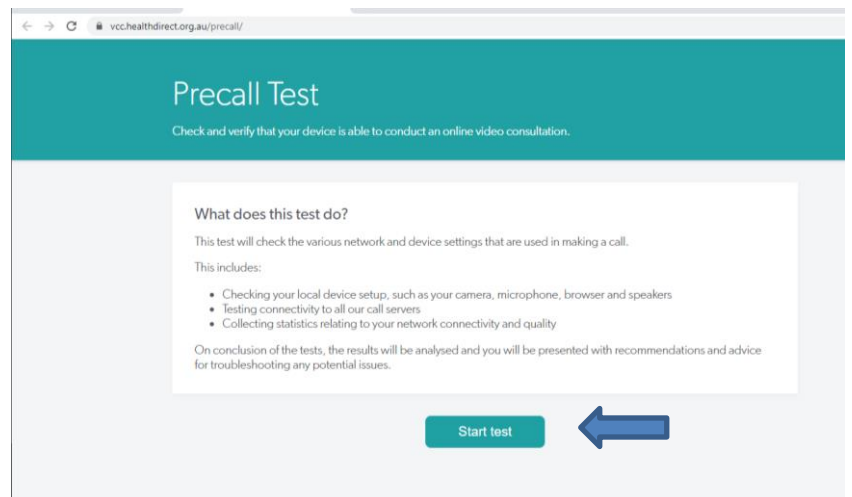 vcc.healthdirect.org.au/precall/
Precall Test
Check and verify that your device is able to conduct an online video consultation.
What does this test do?
This test will check the various network and device settings that are used in making a call.
This includes:
• Checking your local device setup, such as your camera, microphone, browser and speakers
• Testing connectivity to all our call servers
• Collecting statistics relating to your network connectivity and quality
On conclusion of the tests, the results will be analysed and you will be presented with recommendations and advice
for troubleshooting any potential issues.
Start test